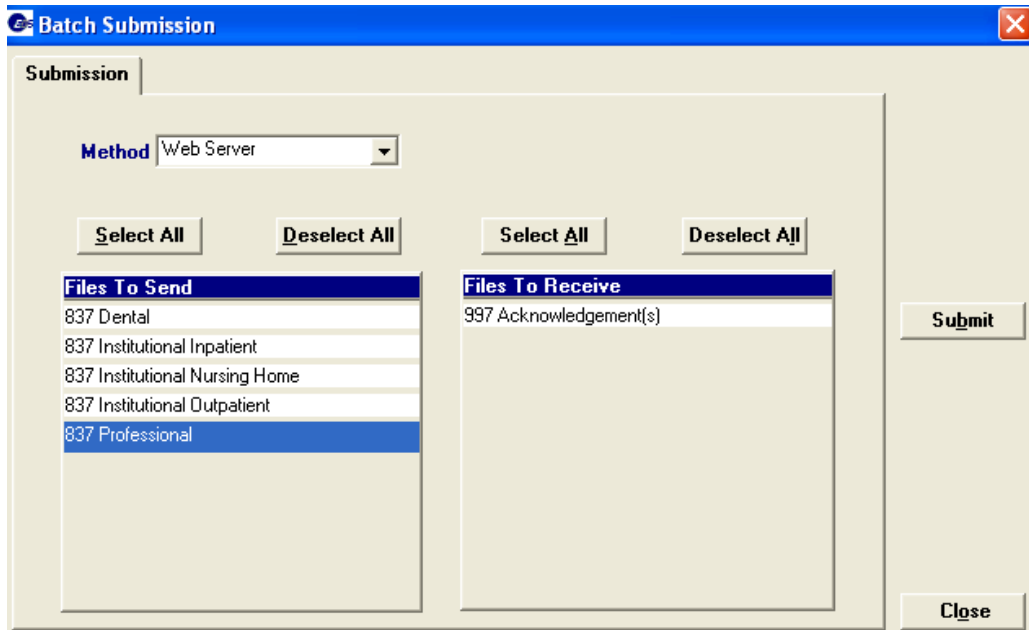 Batch Submission
Submission
Method Web Server
Select All Deselect All Select All Deselect All
Files To Send
837 Dental
837 Institutional Inpatient
837 Institutional Nursing Home
837 Institutional Outpatient
837 Professional
Files To Receive
997 Acknowledgement(s)
Submit
Close